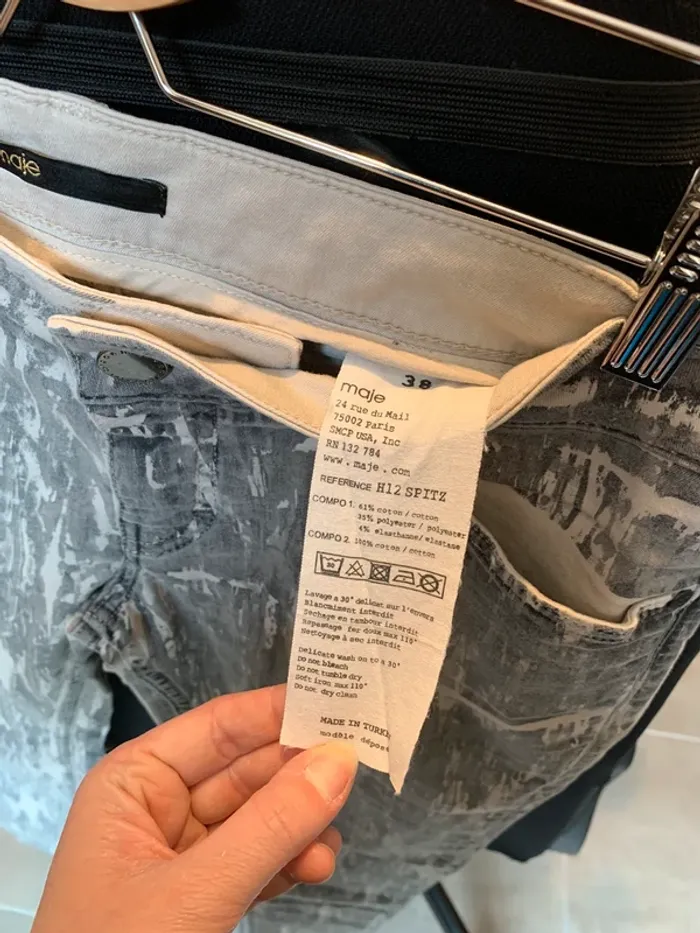 maje
38
maje
24 rue du Mail
75002 Paris
SMCP USA, Inc
RN 132 784
www.maje.com
REFERENCE H12 SPITZ
COMPO 1. 61% coton / cotton
35% polyester / polyester
4% elasthanne/ elastane
COMPO 2. 100% coton / cotton
30
Lavage a 30° délicat sur l'envers
Blanchiment interdit
Sechage en tambour interdit
Repassage fer doux max 110°
Nettoyage à sec interdit
Delicate wash on to a 30°
Do not bleach
Do not tumble dry
Soft iron max 110°
Do not dry clean
MADE IN TURK
modèle dépos